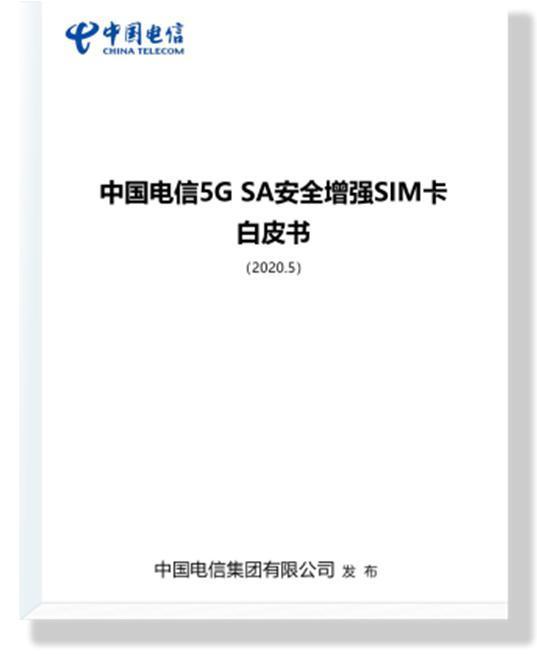 中国电信
CHINA TELECOM
中国电信5G SA安全增强SIM卡
白皮书
（2020.5）
中国电信集团有限公司 发 布